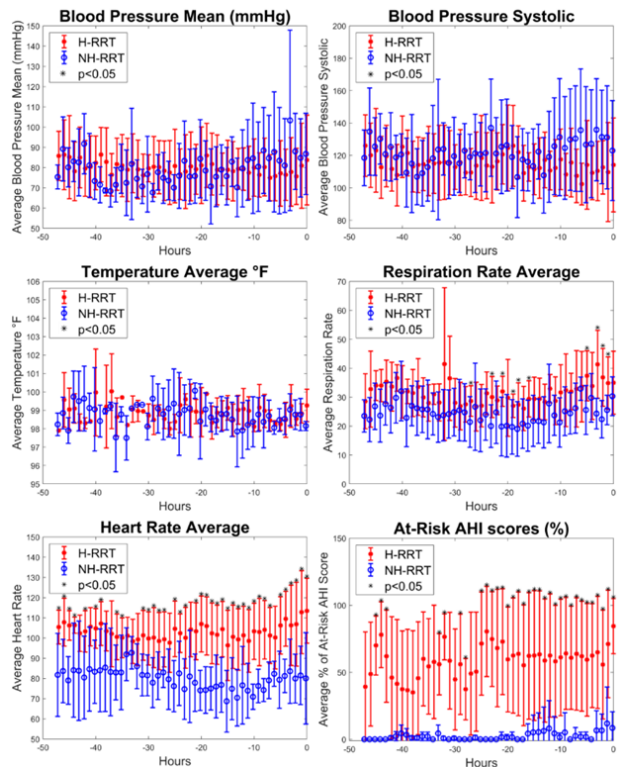 Blood Pressure Mean (mmHg)
Average Blood Pressure Mean (mmHg)
150
140
130
120
110
100
90
80
70
60
50
H-RRT
NH-RRT
* p<0.05
-50 -40 -30 -20 -10 0
Hours
Blood Pressure Systolic
Average Blood Pressure Systolic
200
180
160
140
120
100
80
H-RRT
NH-RRT
* p<0.05
-50 -40 -30 -20 -10 0
Hours
Temperature Average °F
Average Temperature °F
106
105
104
103
102
101
100
99
98
97
96
95
H-RRT
NH-RRT
* p<0.05
-50 -40 -30 -20 -10 0
Hours
Respiration Rate Average
Average Respiration Rate
70
60
50
40
30
20
10
0
H-RRT
NH-RRT
* p<0.05
-50 -40 -30 -20 -10 0
Hours
Heart Rate Average
Average Heart Rate
150
140
130
120
110
100
90
80
70
60
50
H-RRT
NH-RRT
* p<0.05
-50 -40 -30 -20 -10 0
Hours
At-Risk AHI scores (%)
Average % of At-Risk AHI Score
150
100
50
0
H-RRT
NH-RRT
* p<0.05
-50 -40 -30 -20 -10 0
Hours